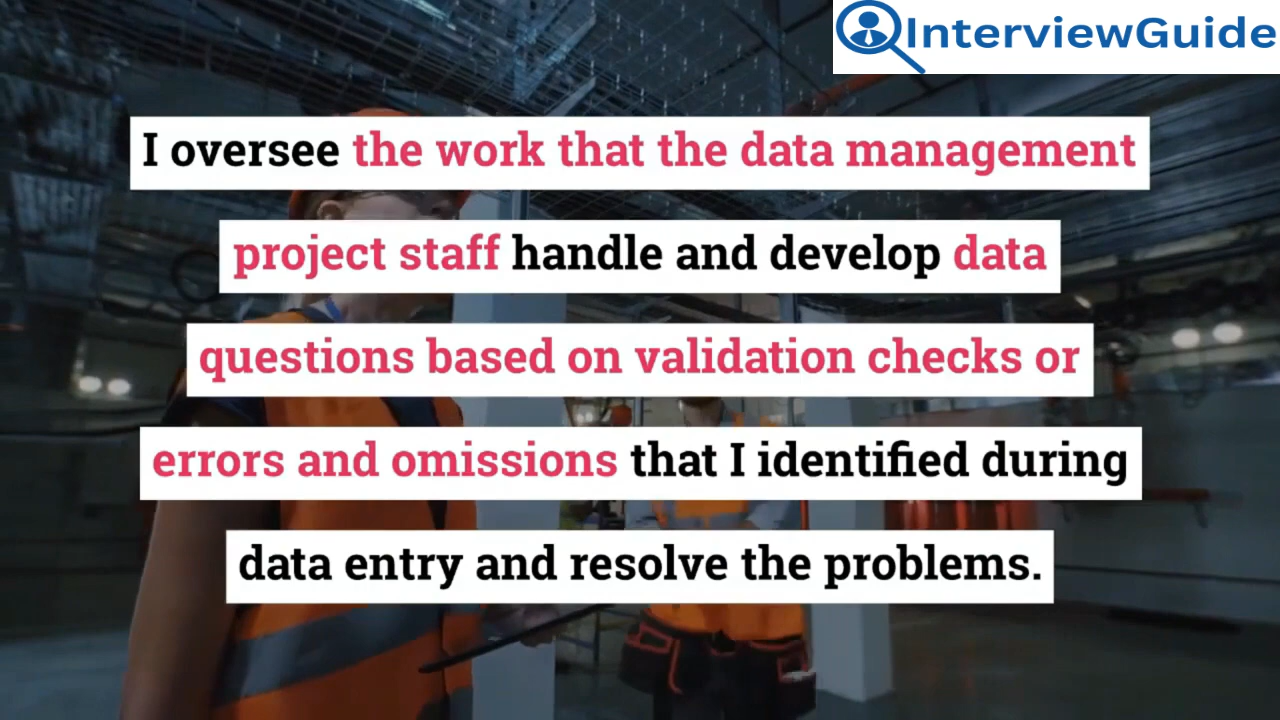 InterviewGuide
I oversee the work that the data management
project staff handle and develop data
questions based on validation checks or
errors and omissions that I identified during
data entry and resolve the problems.